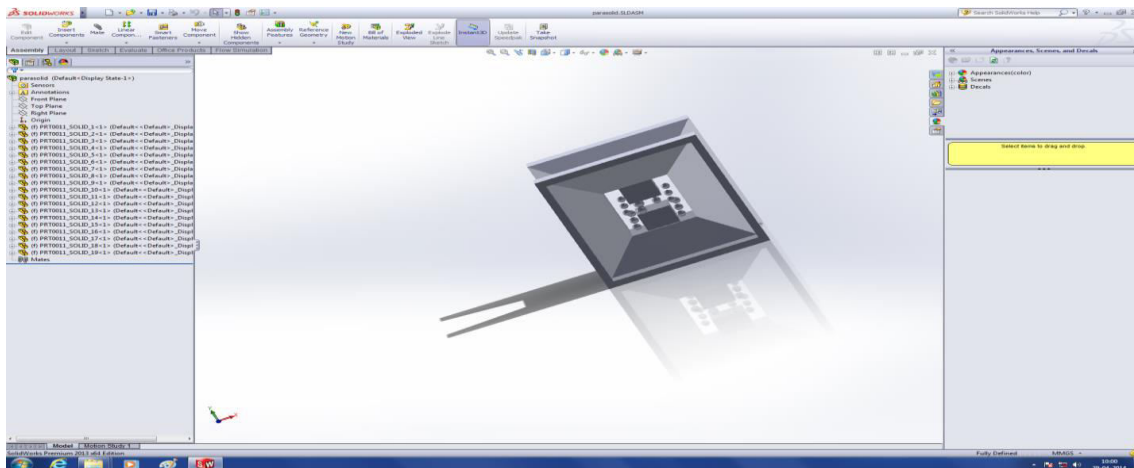 SOLIDWORKS
parasolid.SLDASM
Search SolidWorks Help
Edit Component
Insert Components
Mate
Linear Compon...
Smart Fasteners
Move Component
Show Hidden Components
Assembly Features
Reference Geometry
New Motion Study
Bill of Materials
Exploded View
Explode Line Sketch
Instant3D
Update Speedpak
Take Snapshot
Assembly Layout Sketch Evaluate Office Products Flow Simulation
Appearances, Scenes, and Decals
parasolid (Default<Display State-1>)
Sensors
Annotations
Front Plane
Top Plane
Right Plane
Origin
(f) PRT0011_SOLID_1<1> (Default<<Default>_Displa
(f) PRT0011_SOLID_2<1> (Default<<Default>_Displa
(f) PRT0011_SOLID_3<1> (Default<<Default>_Displa
(f) PRT0011_SOLID_4<1> (Default<<Default>_Displa
(f) PRT0011_SOLID_5<1> (Default<<Default>_Displa
(f) PRT0011_SOLID_6<1> (Default<<Default>_Displa
(f) PRT0011_SOLID_7<1> (Default<<Default>_Displa
(f) PRT0011_SOLID_8<1> (Default<<Default>_Displa
(f) PRT0011_SOLID_9<1> (Default<<Default>_Displa
(f) PRT0011_SOLID_10<1> (Default<<Default>_Displ
(f) PRT0011_SOLID_11<1> (Default<<Default>_Displ
(f) PRT0011_SOLID_12<1> (Default<<Default>_Displ
(f) PRT0011_SOLID_13<1> (Default<<Default>_Displ
(f) PRT0011_SOLID_14<1> (Default<<Default>_Displ
(f) PRT0011_SOLID_15<1> (Default<<Default>_Displ
(f) PRT0011_SOLID_16<1> (Default<<Default>_Displ
(f) PRT0011_SOLID_17<1> (Default<<Default>_Displ
(f) PRT0011_SOLID_18<1> (Default<<Default>_Displ
(f) PRT0011_SOLID_19<1> (Default<<Default>_Displ
Mates
Appearances(color)
Scenes
Decals
Select items to drag and drop.
Model Motion Study 1
SolidWorks Premium 2013 x64 Edition
Fully Defined MMGS
10:00